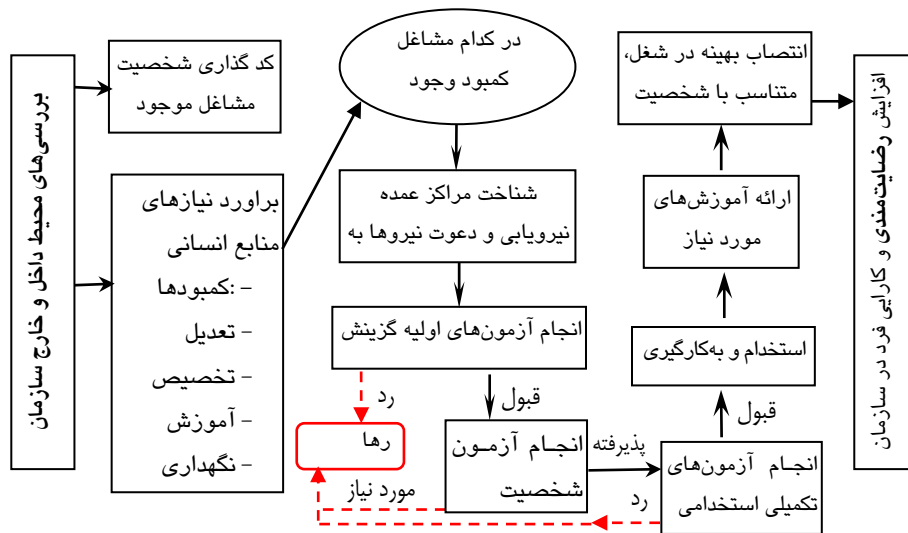 بررسی‌های محیط داخل و خارج سازمان
کد گذاری شخصیت
مشاغل موجود
براورد نیازهای
منابع انسانی
:کمبودها -
تعدیل -
تخصیص -
آموزش -
نگهداری -
در کدام مشاغل
کمبود وجود
شناخت مراکز عمده
نیرویابی و دعوت نیروها به
انجام آزمون‌های اولیه گزینش
رد
قبول
رها
انجام آزمون
شخصیت
مورد نیاز
پذیرفته
رد
انجام آزمون‌های
تکمیلی استخدامی
قبول
استخدام و به‌کارگیری
ارائه آموزش‌های
مورد نیاز
انتصاب بهینه در شغل،
متناسب با شخصیت
افزایش رضایت‌مندی و کارایی فرد در سازمان